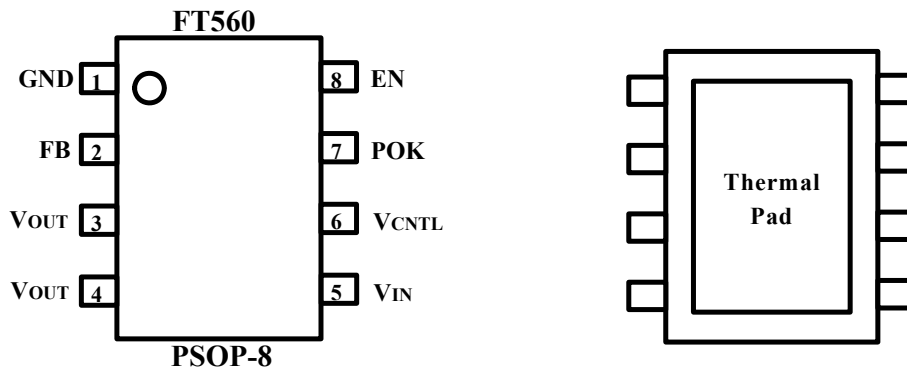 FT560
GND 1 8 EN
FB 2 7 POK
VOUT 3 6 VCNTL
VOUT 4 5 VIN
PSOP-8
Thermal
Pad